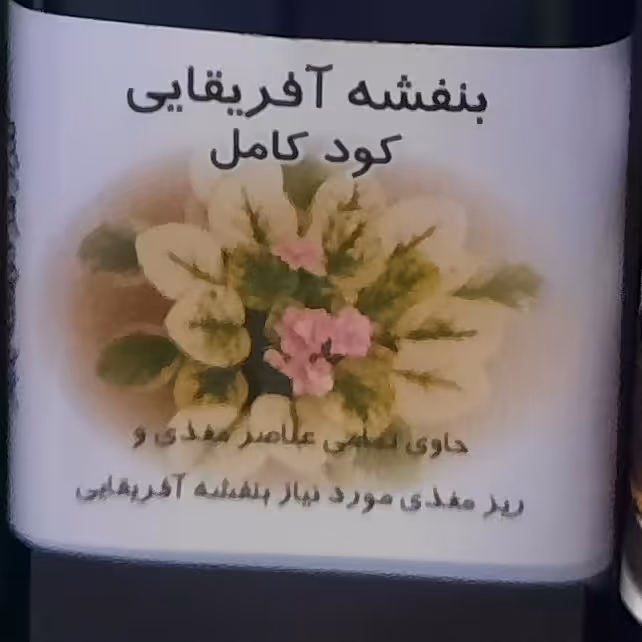 بنفشه آفریقایی
کود کامل
حاوی تمامی عناصر مغذی و
ریز مغذی مورد نیاز بنفشه آفریقایی